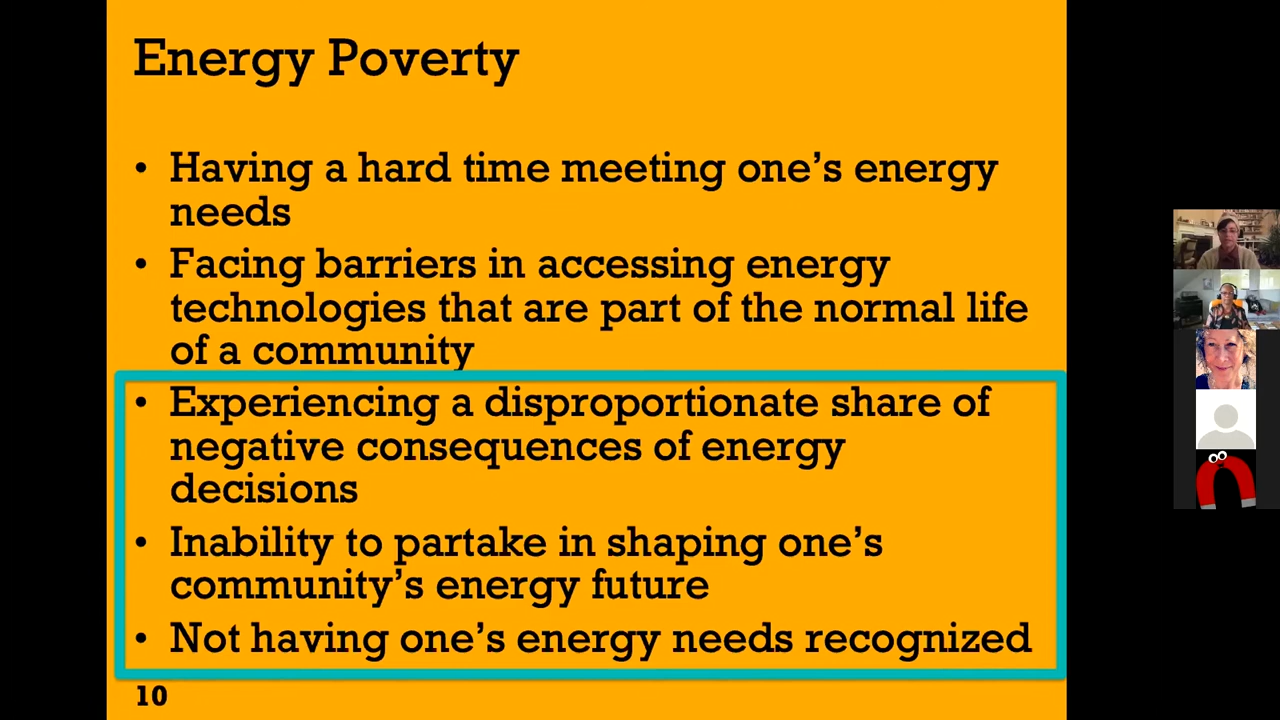 Energy Poverty
• Having a hard time meeting one’s energy
needs
• Facing barriers in accessing energy
technologies that are part of the normal life
of a community
• Experiencing a disproportionate share of
negative consequences of energy
decisions
• Inability to partake in shaping one’s
community’s energy future
• Not having one’s energy needs recognized
10